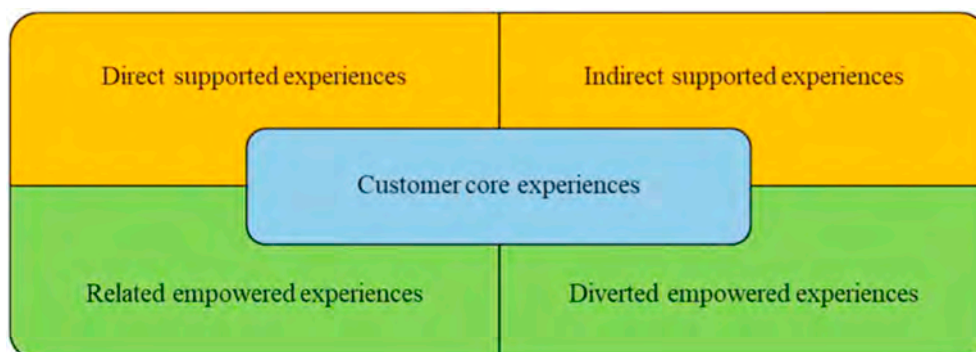 Direct supported experiences
Indirect supported experiences
Customer core experiences
Related empowered experiences
Diverted empowered experiences